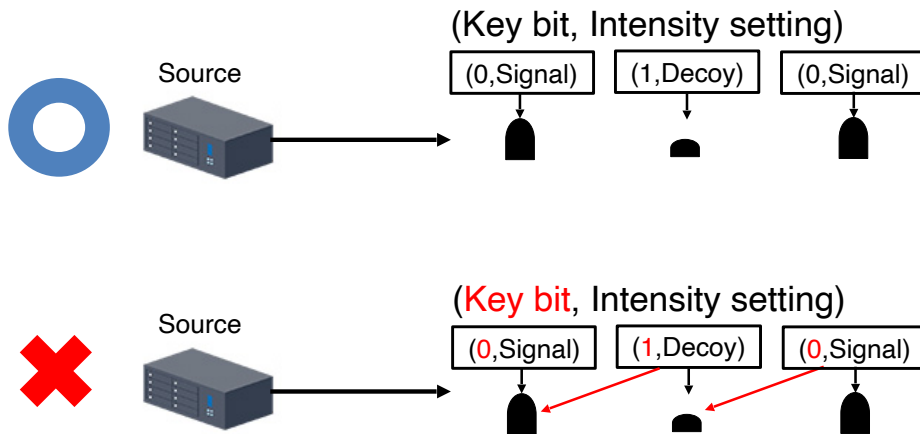 (Key bit, Intensity setting)
Source
(0,Signal)
(1,Decoy)
(0,Signal)
(Key bit, Intensity setting)
Source
(0,Signal)
(1,Decoy)
(0,Signal)